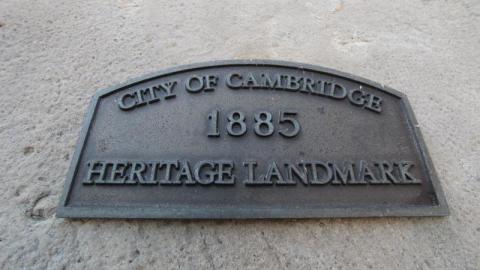 CITY OF CAMBRIDGE
1885
HERITAGE LANDMARK